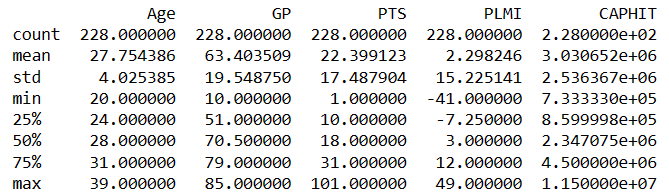 Age GP PTS PLMI CAPHIT
count 228.000000 228.000000 228.000000 228.000000 2.280000e+02
mean 27.754386 63.403509 22.399123 2.298246 3.030652e+06
std 4.025385 19.548750 17.487904 15.225141 2.536367e+06
min 20.000000 10.000000 1.000000 -41.000000 7.333330e+05
25% 24.000000 51.000000 10.000000 -7.250000 8.599998e+05
50% 28.000000 70.500000 18.000000 3.000000 2.347075e+06
75% 31.000000 79.000000 31.000000 12.000000 4.500000e+06
max 39.000000 85.000000 101.000000 49.000000 1.150000e+07